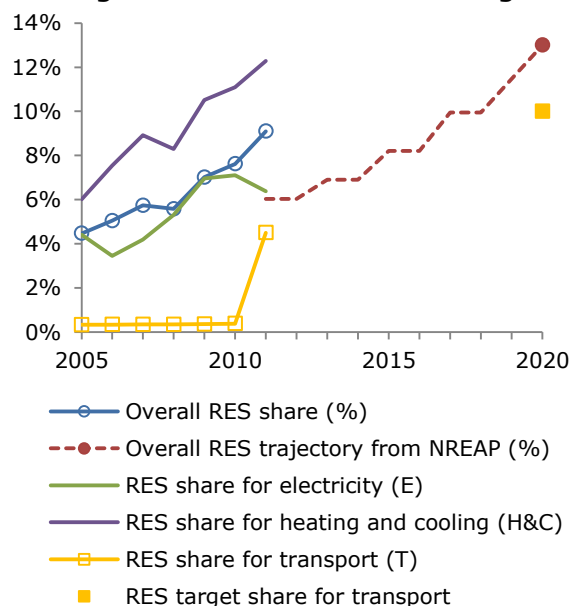 14%
12%
10%
8%
6%
4%
2%
0%
2005 2010 2015 2020
Overall RES share (%)
Overall RES trajectory from NREAP (%)
RES share for electricity (E)
RES share for heating and cooling (H&C)
RES share for transport (T)
RES target share for transport